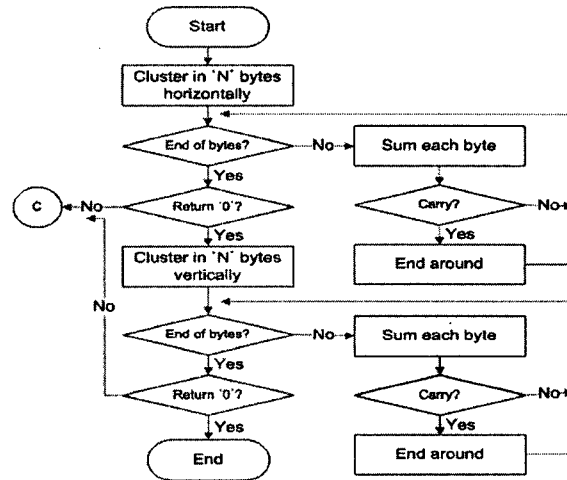 Start
Cluster in 'N' bytes
horizontally
End of bytes?
No
Sum each byte
Yes
C
No
Return '0'?
Carry?
No
Yes
Yes
Cluster in 'N' bytes
vertically
End around
No
End of bytes?
No
Sum each byte
Yes
Return '0'?
Carry?
No
Yes
Yes
End
End around